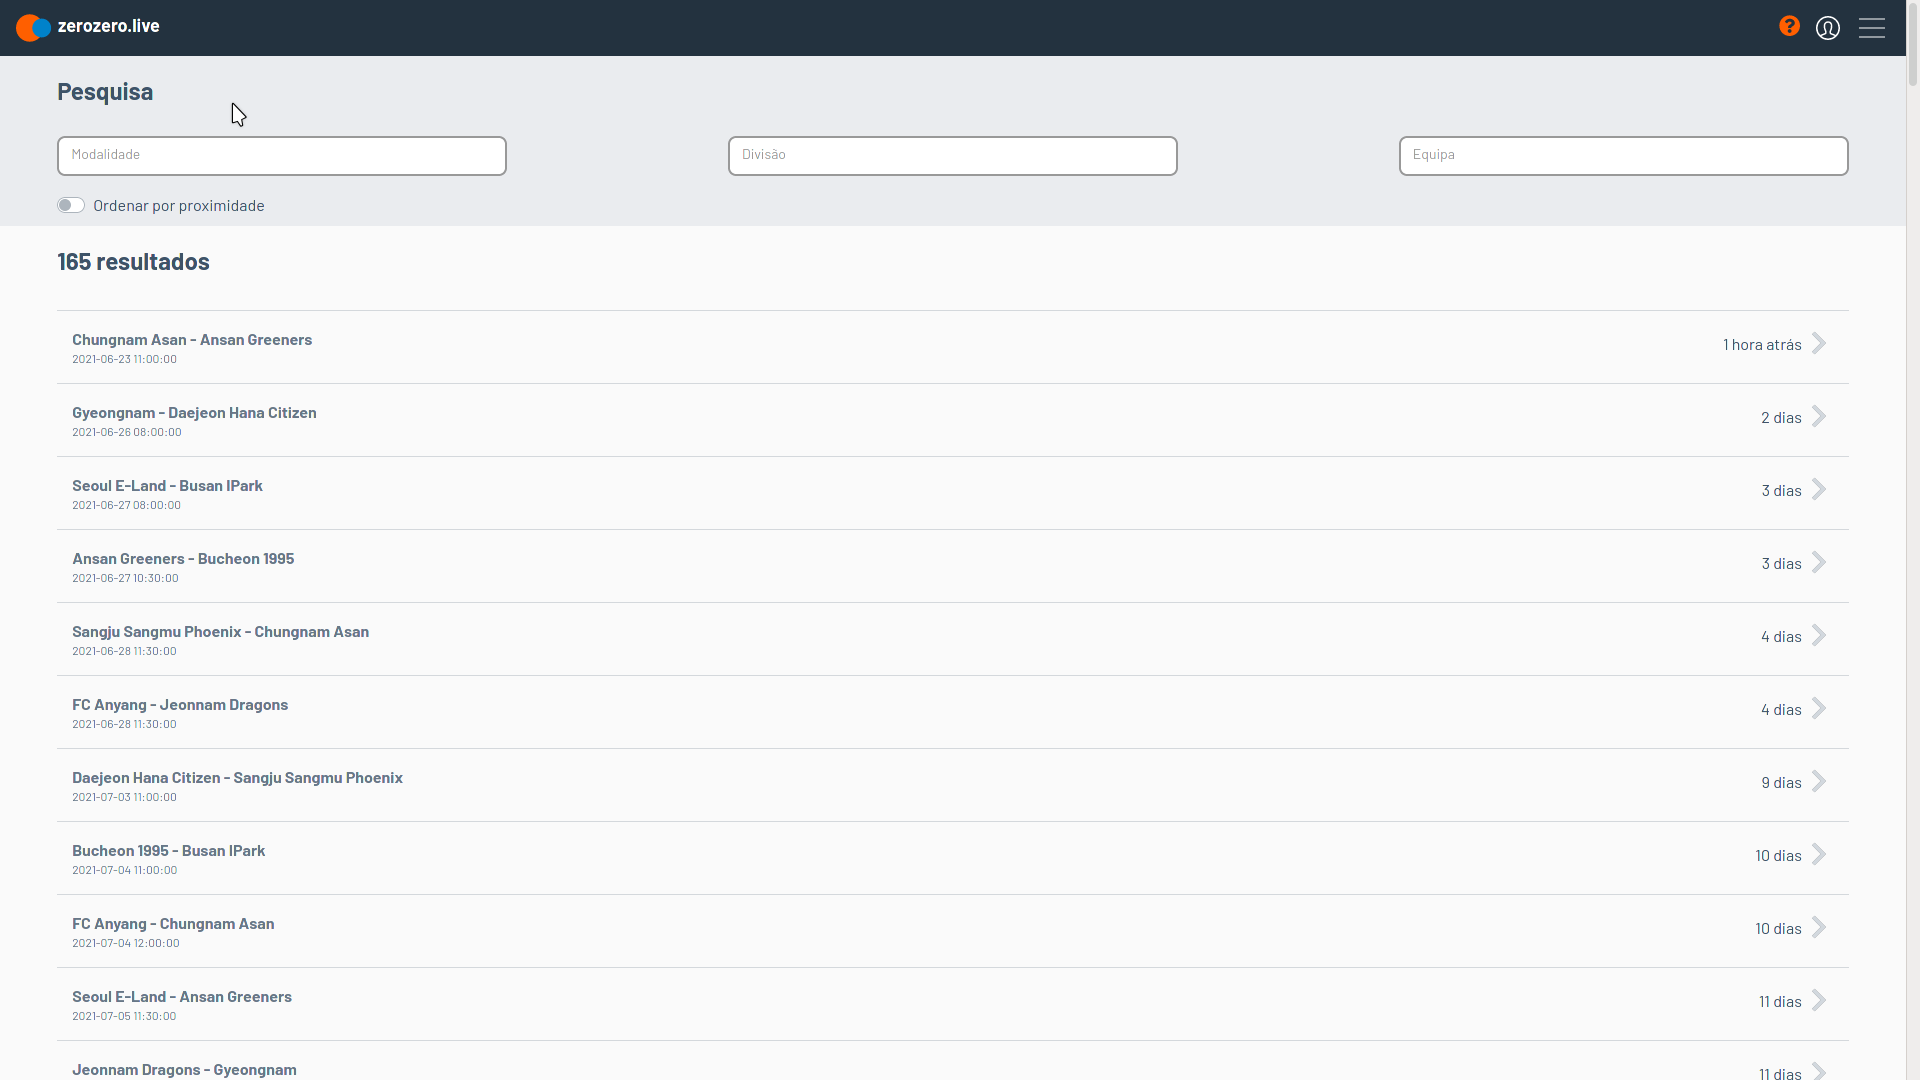 zerozero.live
?
Pesquisa
Modalidade
Divisão
Equipa
Ordenar por proximidade
165 resultados
Chungnam Asan - Ansan Greeners
2021-06-23 11:00:00
1 hora atrás
Gyeongnam - Daejeon Hana Citizen
2021-06-26 08:00:00
2 dias
Seoul E-Land - Busan IPark
2021-06-27 08:00:00
3 dias
Ansan Greeners - Bucheon 1995
2021-06-27 10:30:00
3 dias
Sangju Sangmu Phoenix - Chungnam Asan
2021-06-28 11:30:00
4 dias
FC Anyang - Jeonnam Dragons
2021-06-28 11:30:00
4 dias
Daejeon Hana Citizen - Sangju Sangmu Phoenix
2021-07-03 11:00:00
9 dias
Bucheon 1995 - Busan IPark
2021-07-04 11:00:00
10 dias
FC Anyang - Chungnam Asan
2021-07-04 12:00:00
10 dias
Seoul E-Land - Ansan Greeners
2021-07-05 11:30:00
11 dias
Jeonnam Dragons - Gyeongnam
11 dias